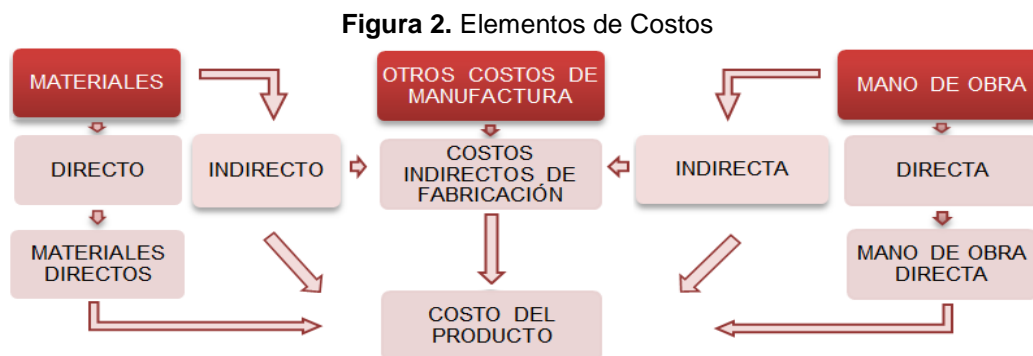 Figura 2. Elementos de Costos
MATERIALES
OTROS COSTOS DE
MANUFACTURA
MANO DE OBRA
DIRECTO
INDIRECTO
COSTOS
INDIRECTOS DE
FABRICACIÓN
INDIRECTA
DIRECTA
MATERIALES
DIRECTOS
MANO DE OBRA
DIRECTA
COSTO DEL
PRODUCTO